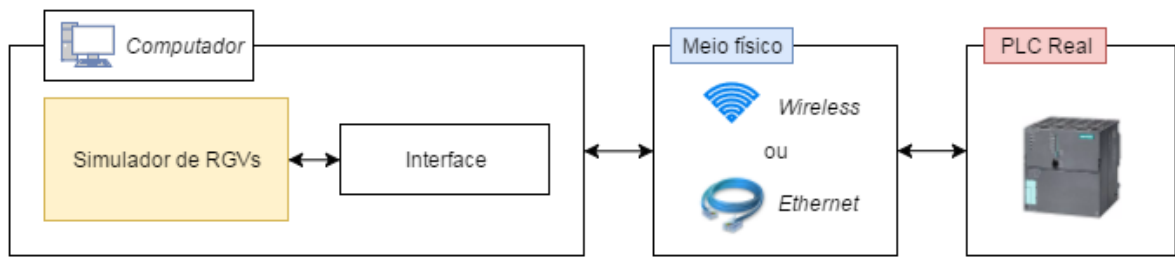 Computador
Simulador de RGVs
Interface
Meio físico
Wireless
ou
Ethernet
PLC Real